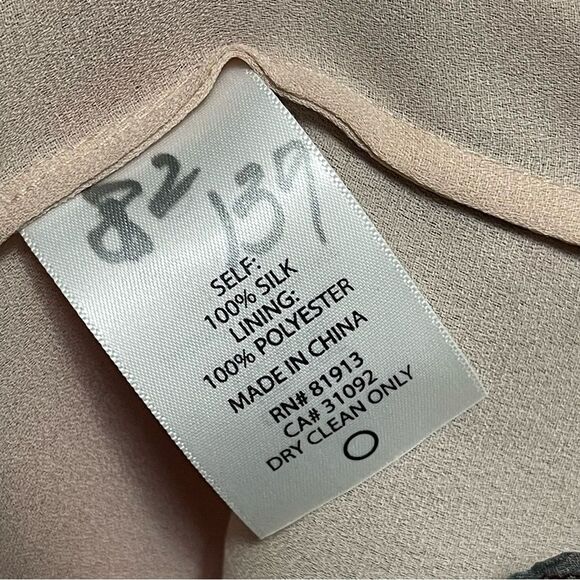 82 139
SELF:
100% SILK
LINING:
100% POLYESTER
MADE IN CHINA
RN# 81913
CA# 31092
DRY CLEAN ONLY